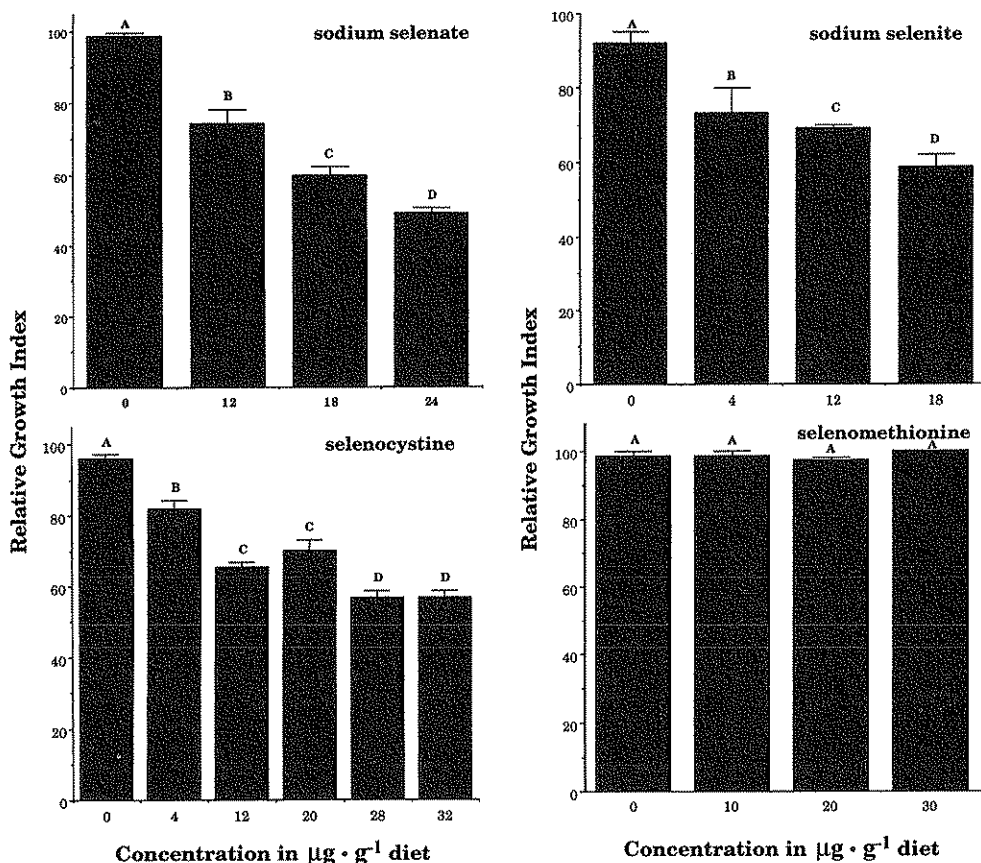 sodium selenate
100
80
60
40
20
0
A
B
C
D
0 12 18 24
sodium selenite
100
80
60
40
20
0
A
B
C
D
0 4 12 18
selenocystine
100
80
60
40
20
0
A
B
C
C
D
D
0 4 12 20 28 32
selenomethionine
100
80
60
40
20
0
A
A
A
A
0 10 20 30
Relative Growth Index
Relative Growth Index
Concentration in µg · g⁻¹ diet
Concentration in µg · g⁻¹ diet